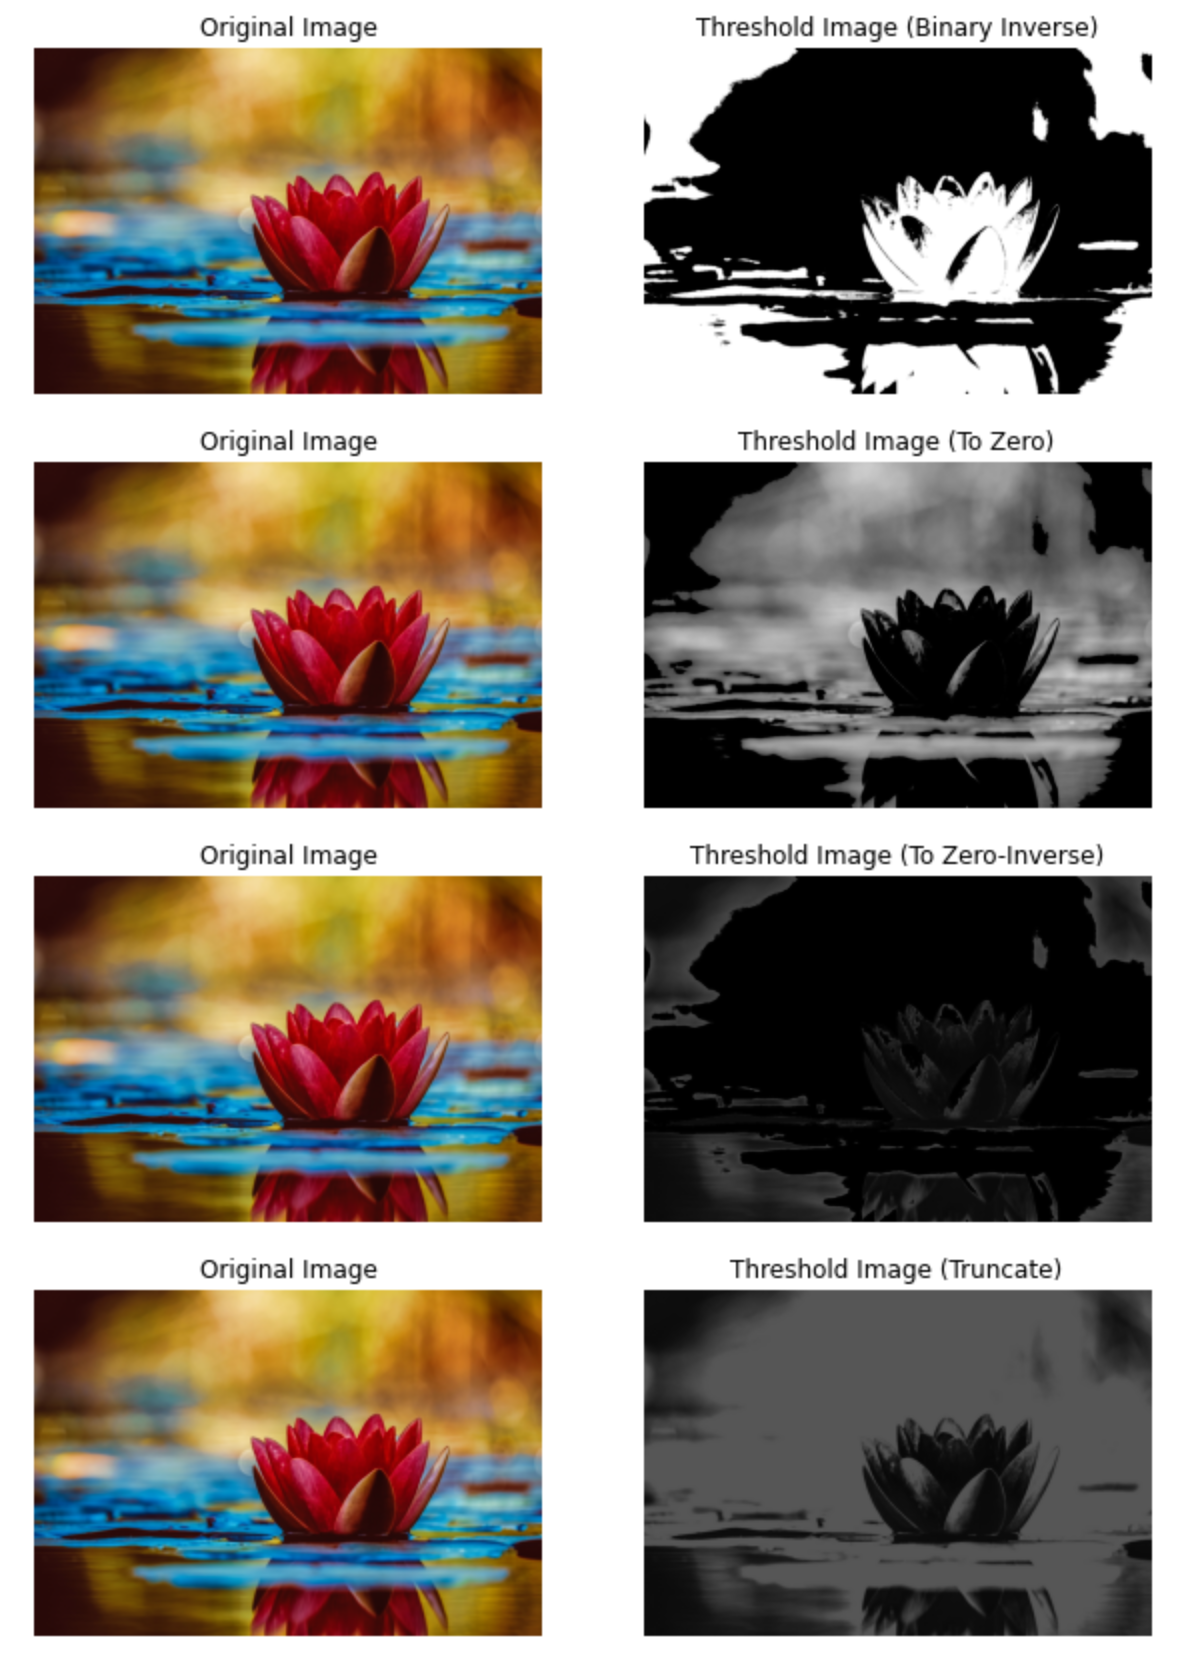 Original Image
Threshold Image (Binary Inverse)
Original Image
Threshold Image (To Zero)
Original Image
Threshold Image (To Zero-Inverse)
Original Image
Threshold Image (Truncate)